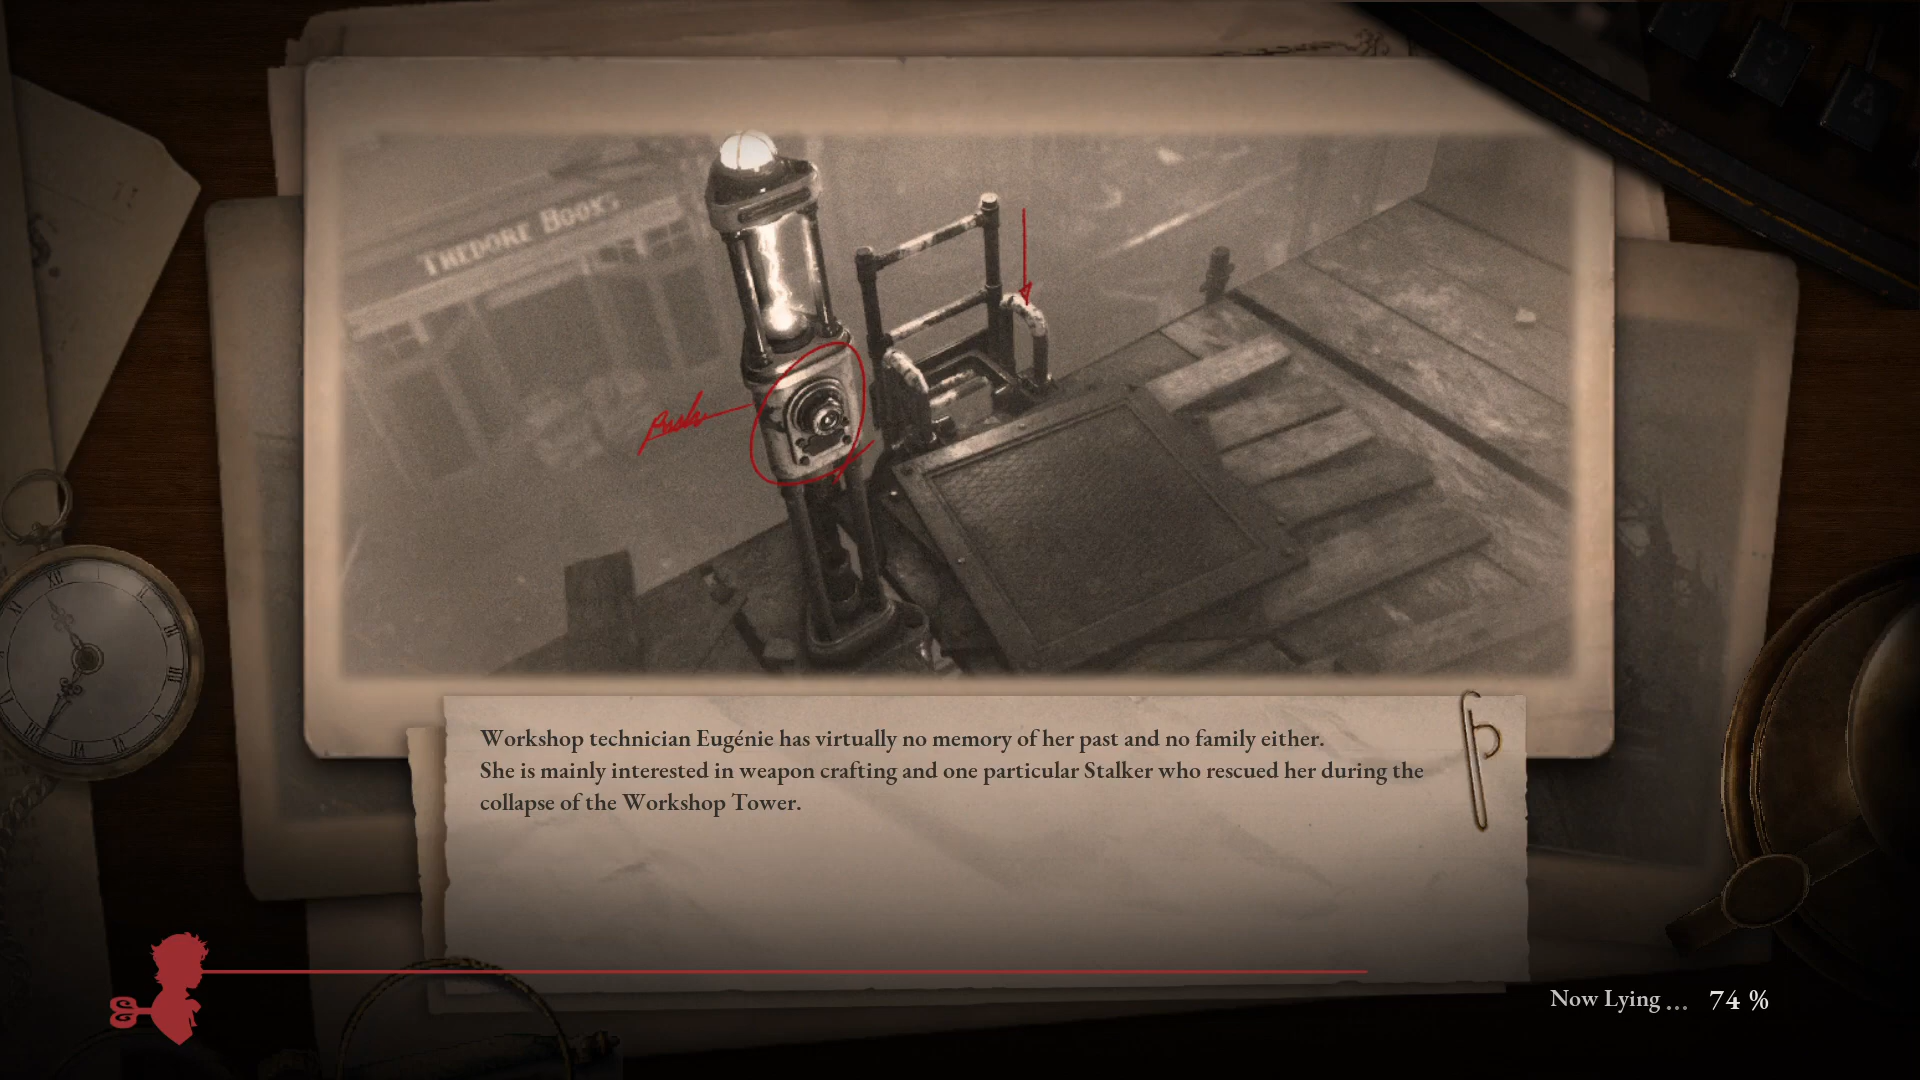 THEDORE BOOKS
Push
Workshop technician Eugénie has virtually no memory of her past and no family either.
She is mainly interested in weapon crafting and one particular Stalker who rescued her during the
collapse of the Workshop Tower.
Now Lying ... 74 %